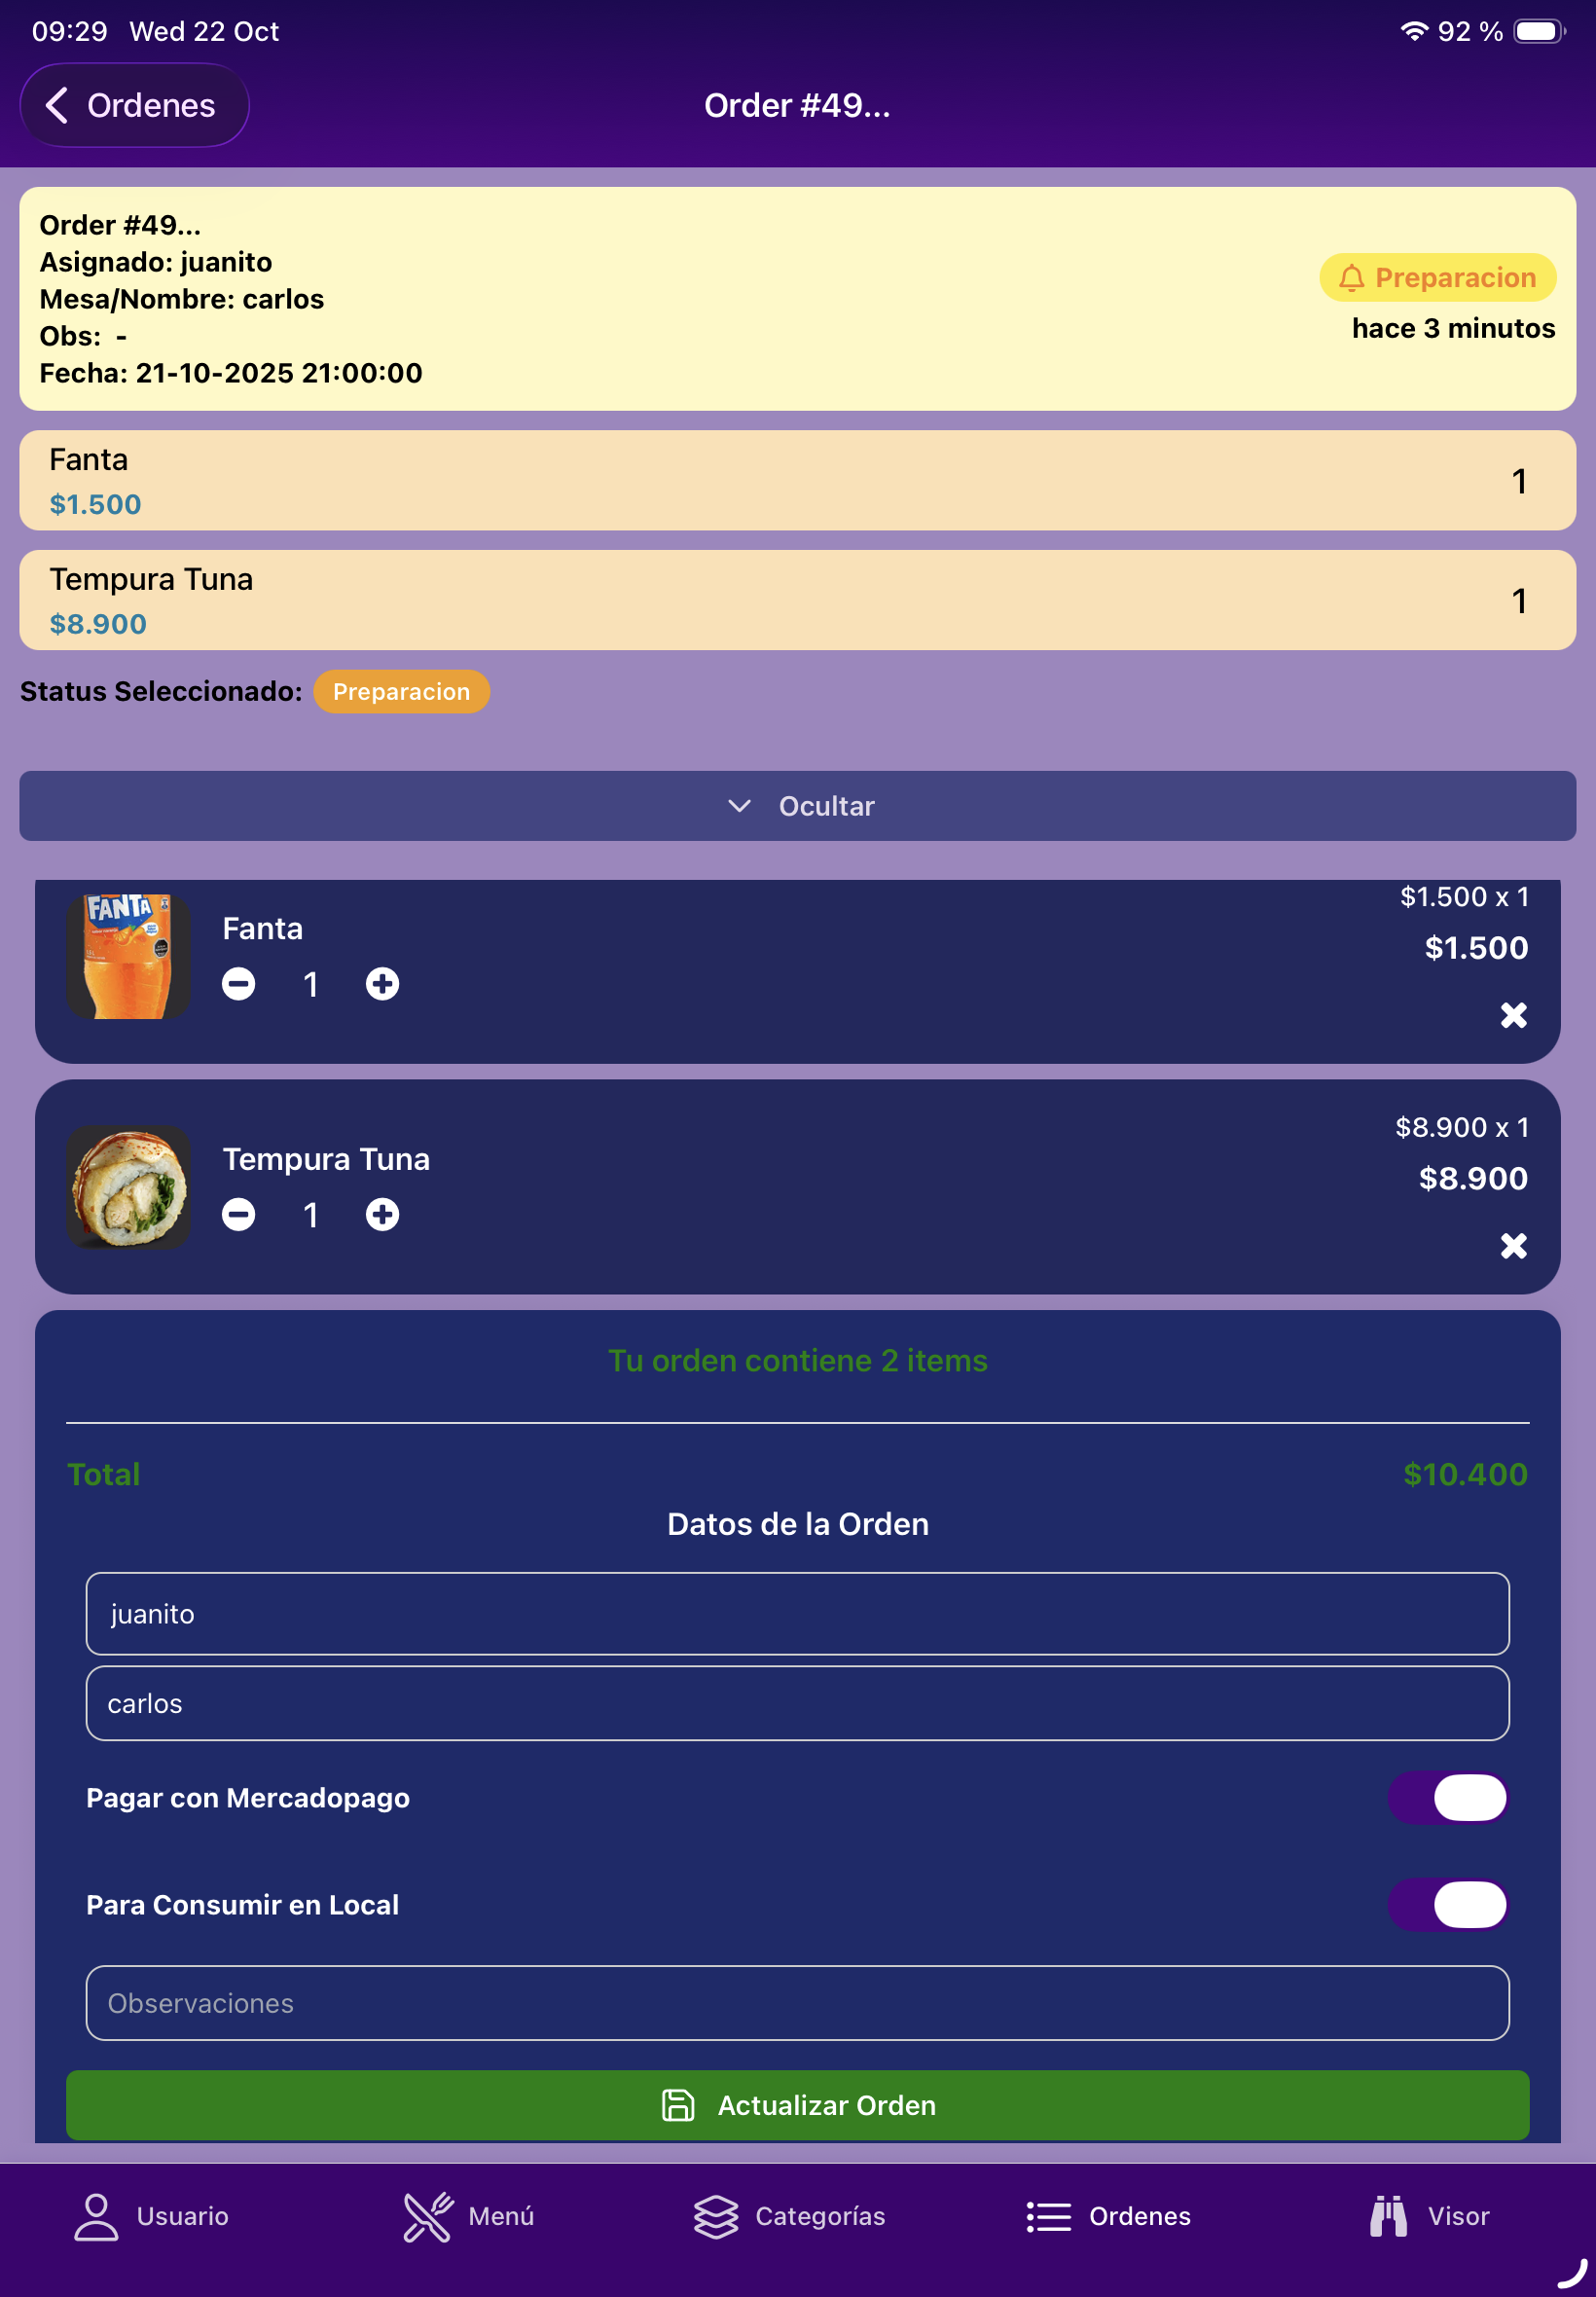 09:29 Wed 22 Oct
92 %
Ordenes
Order #49...
Order #49...
Asignado: juanito
Mesa/Nombre: carlos
Obs: -
Fecha: 21-10-2025 21:00:00
Preparacion
hace 3 minutos
Fanta
$1.500
1
Tempura Tuna
$8.900
1
Status Seleccionado: Preparacion
Ocultar
FANTA
Fanta
1
$1.500 x 1
$1.500
Tempura Tuna
1
$8.900 x 1
$8.900
Tu orden contiene 2 items
Total
$10.400
Datos de la Orden
juanito
carlos
Pagar con Mercadopago
Para Consumir en Local
Observaciones
Actualizar Orden
Usuario
Menú
Categorías
Ordenes
Visor